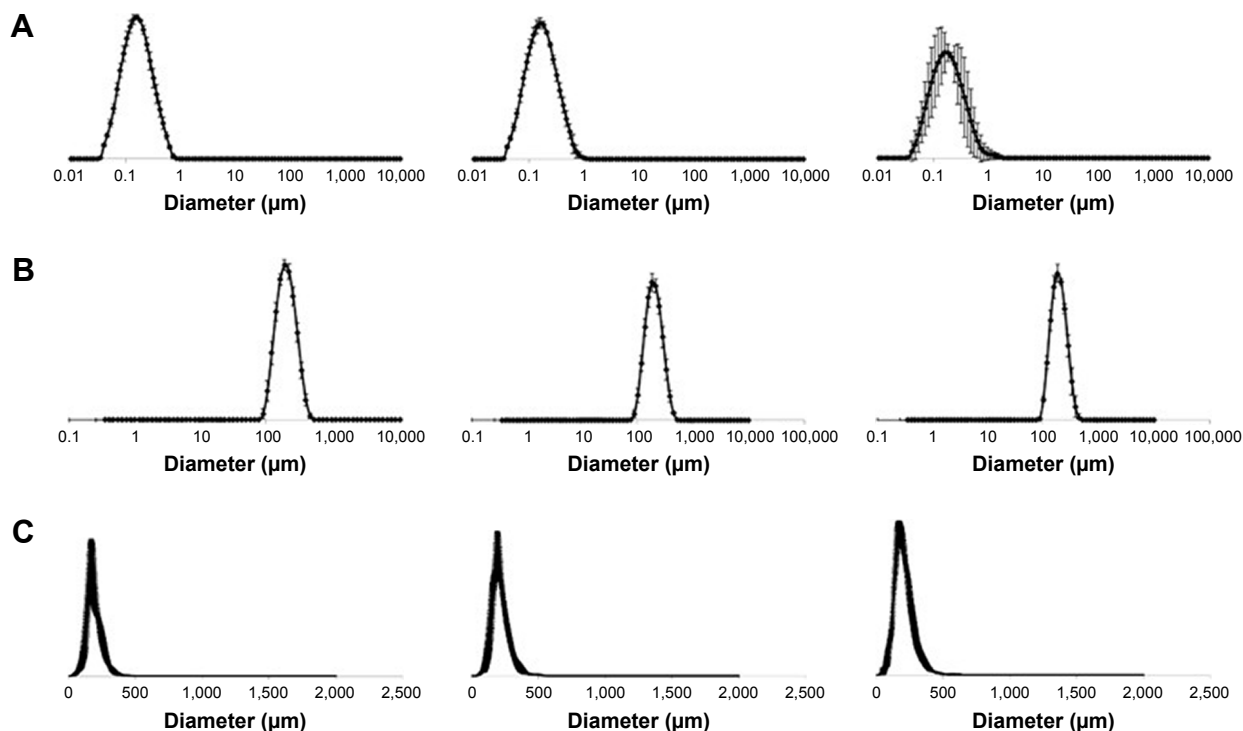 A
0.01 0.1 1 10 100 1,000 10,000
Diameter (µm)
0.01 0.1 1 10 100 1,000 10,000
Diameter (µm)
0.01 0.1 1 10 100 1,000 10,000
Diameter (µm)
B
0.1 1 10 100 1,000 10,000
Diameter (µm)
0.1 1 10 100 1,000 10,000 100,000
Diameter (µm)
0.1 1 10 100 1,000 10,000 100,000
Diameter (µm)
C
0 500 1,000 1,500 2,000 2,500
Diameter (µm)
0 500 1,000 1,500 2,000 2,500
Diameter (µm)
0 500 1,000 1,500 2,000 2,500
Diameter (µm)